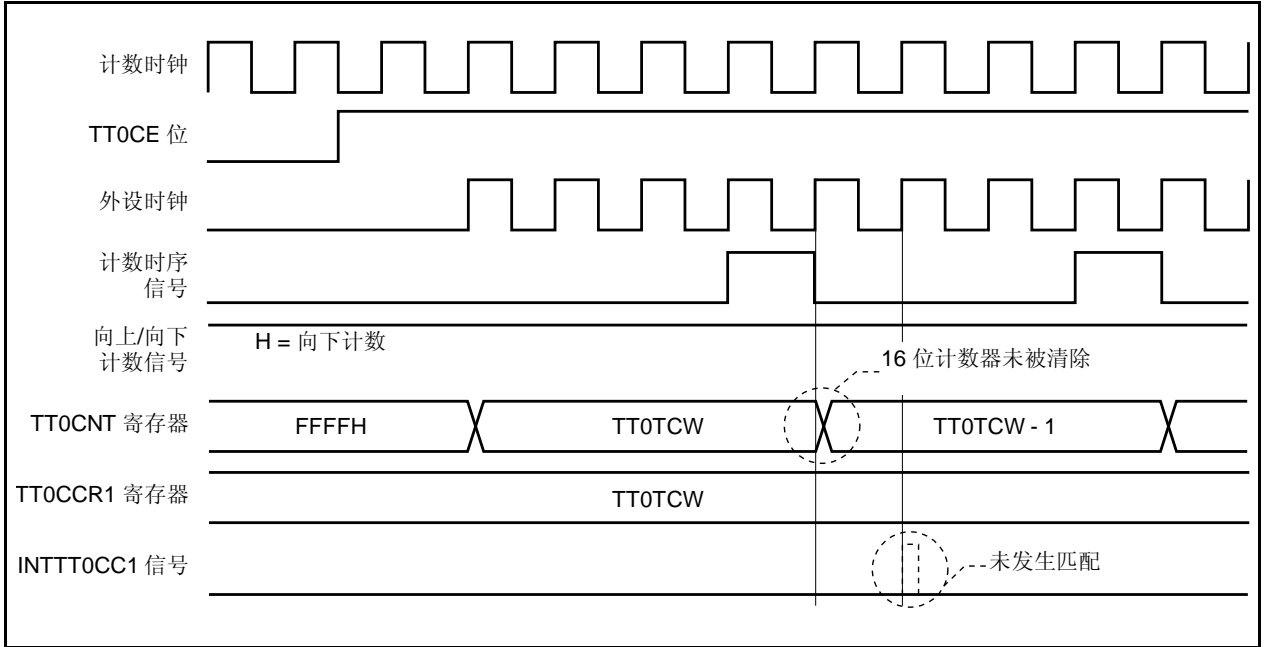 计数时钟
TT0CE 位
外设时钟
计数时序
信号
向上/向下
计数信号
H = 向下计数
16 位计数器未被清除
TT0CNT 寄存器
FFFFH
TT0TCW
TT0TCW - 1
TT0CCR1 寄存器
TT0TCW
INTTT0CC1 信号
未发生匹配